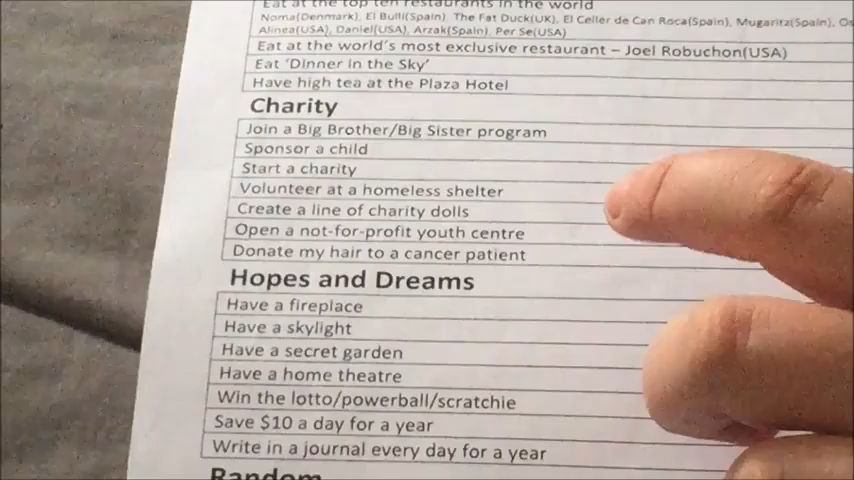 Eat at the top ten restaurants in the world
Noma(Denmark), El Bulli(Spain), The Fat Duck(UK), El Celler de Can Roca(Spain), Mugaritz(Spain), Os
Alinea(USA), Daniel(USA), Arzak(Spain), Per Se(USA)
Eat at the world's most exclusive restaurant – Joel Robuchon(USA)
Eat 'Dinner in the Sky'
Have high tea at the Plaza Hotel
Charity
Join a Big Brother/Big Sister program
Sponsor a child
Start a charity
Volunteer at a homeless shelter
Create a line of charity dolls
Open a not-for-profit youth centre
Donate my hair to a cancer patient
Hopes and Dreams
Have a fireplace
Have a skylight
Have a secret garden
Have a home theatre
Win the lotto/powerball/scratchie
Save $10 a day for a year
Write in a journal every day for a year
Random